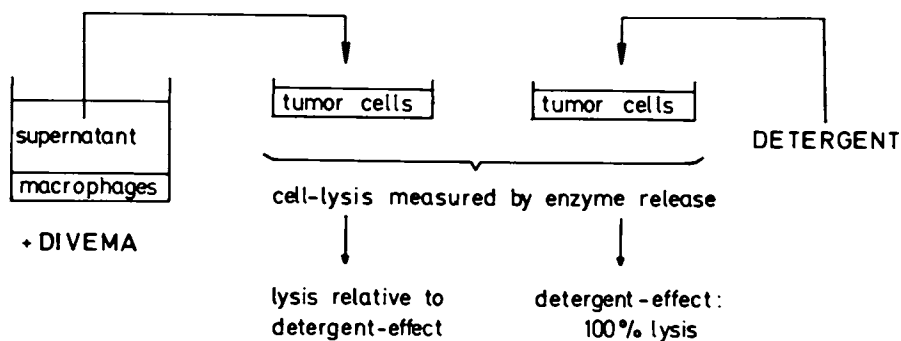 supernatant
macrophages
+ DIVEMA
tumor cells
tumor cells
DETERGENT
cell-lysis measured by enzyme release
lysis relative to
detergent-effect
detergent-effect:
100% lysis